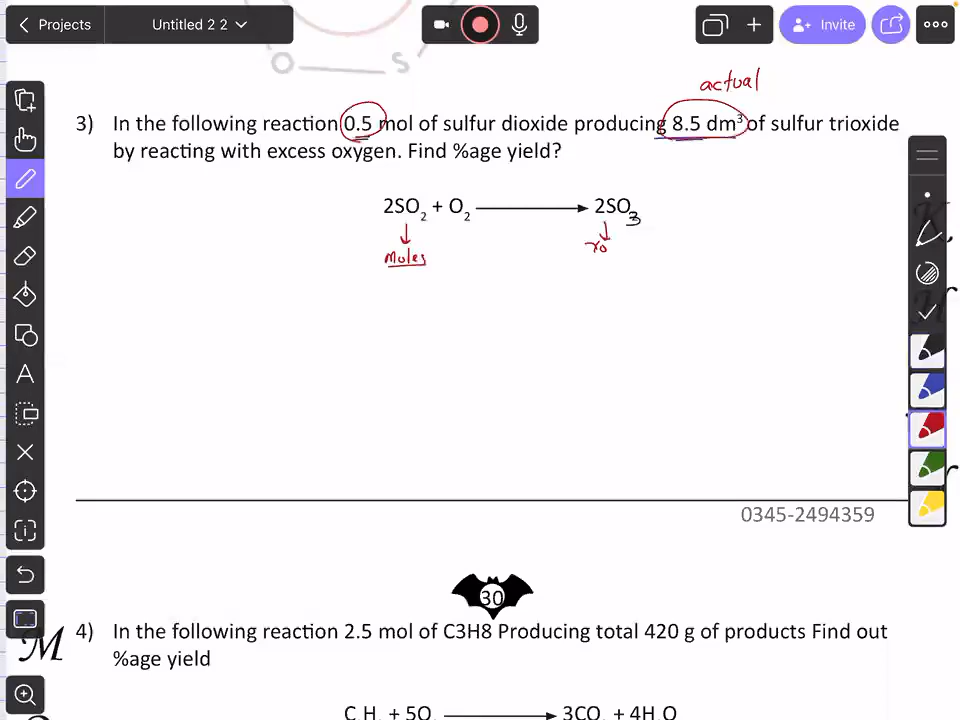 Projects
Untitled 2 2
Invite
O S
actual
3) In the following reaction 0.5 mol of sulfur dioxide producing 8.5 dm³ of sulfur trioxide
by reacting with excess oxygen. Find %age yield?
2SO₂ + O₂ → 2SO₃
moles
0345-2494359
30
4) In the following reaction 2.5 mol of C3H8 Producing total 420 g of products Find out
M
%age yield
+ 5O → 3CO + 4H O